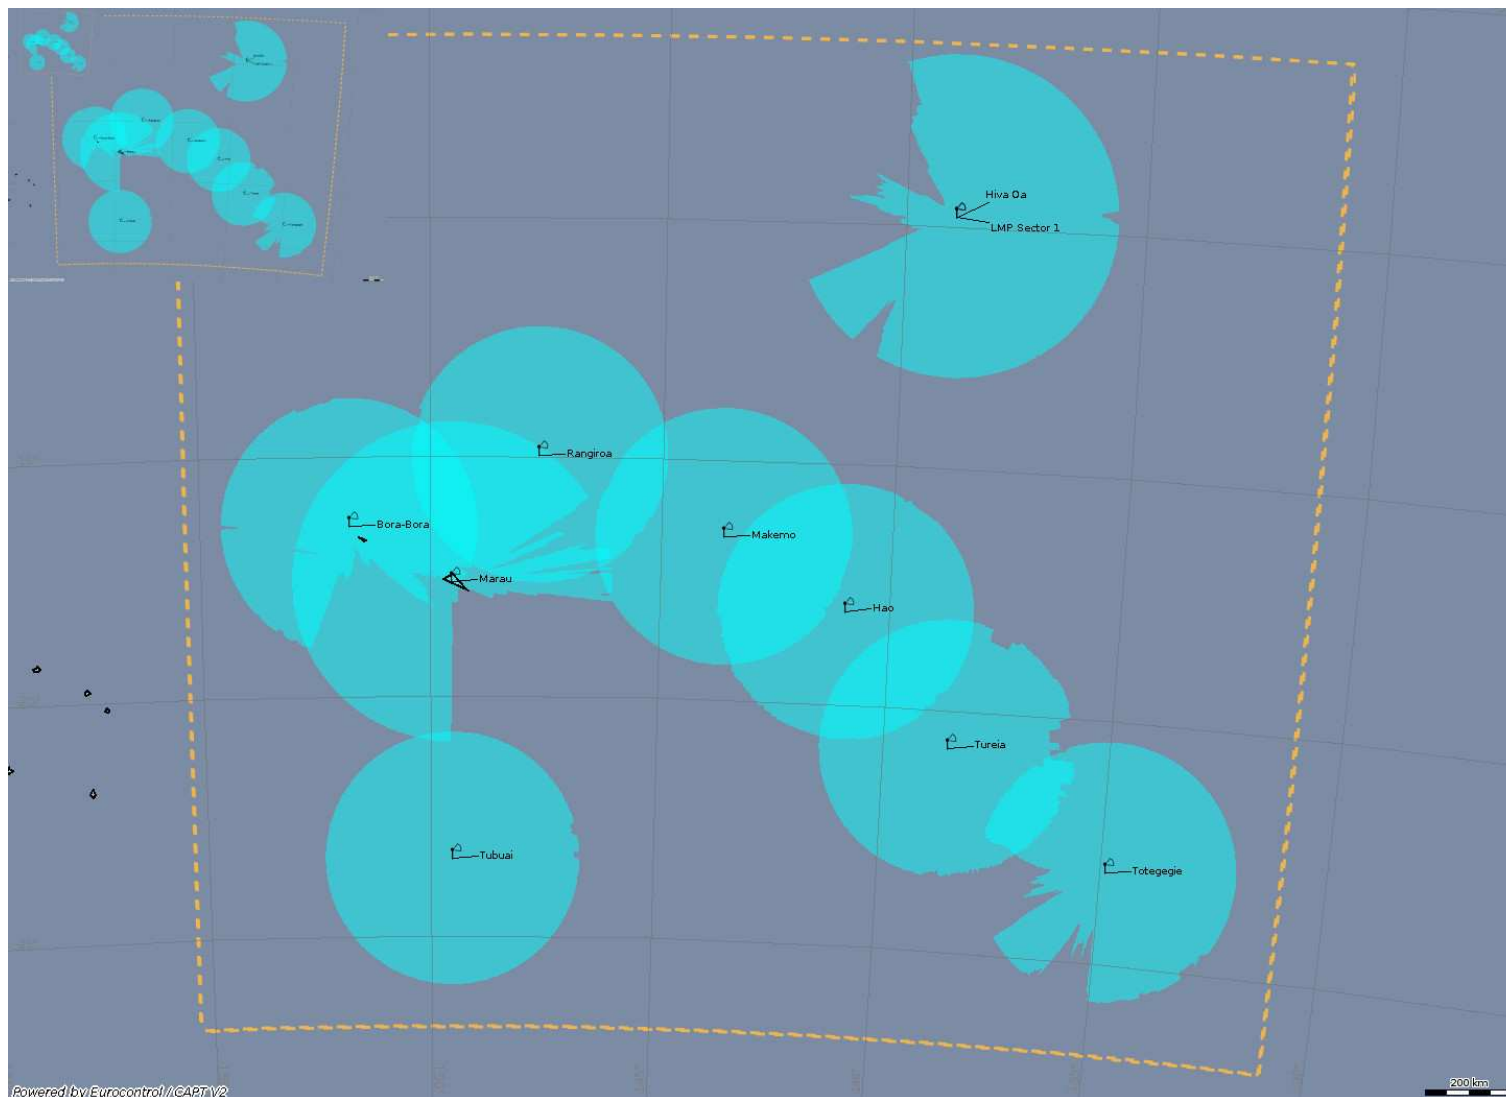 Hiva Oa
LMP Sector 1
Rangiroa
Bora-Bora
Makemo
Marau
Hao
Tureia
Tubuai
Totegegie
200 km
Powered by Eurocontrol / CAPT V2